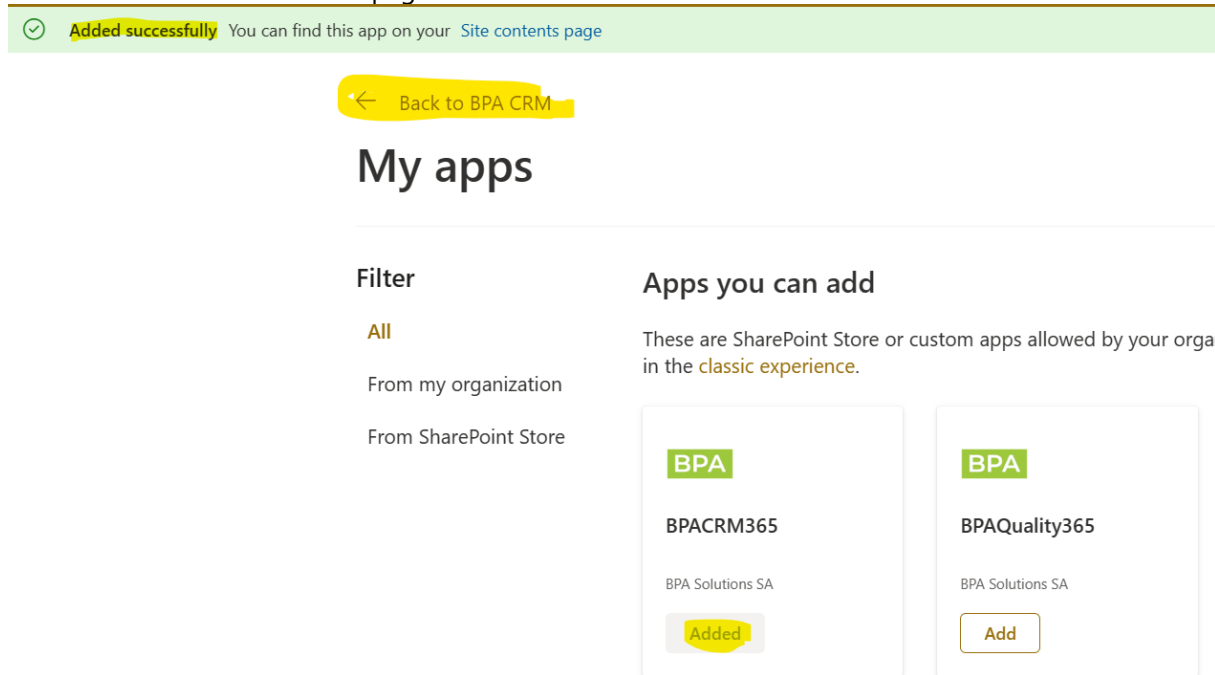 Added successfully You can find this app on your Site contents page
← Back to BPA CRM
My apps
Filter
All
From my organization
From SharePoint Store
Apps you can add
These are SharePoint Store or custom apps allowed by your orga
in the classic experience.
BPA
BPACRM365
BPA Solutions SA
Added
BPA
BPAQuality365
BPA Solutions SA
Add